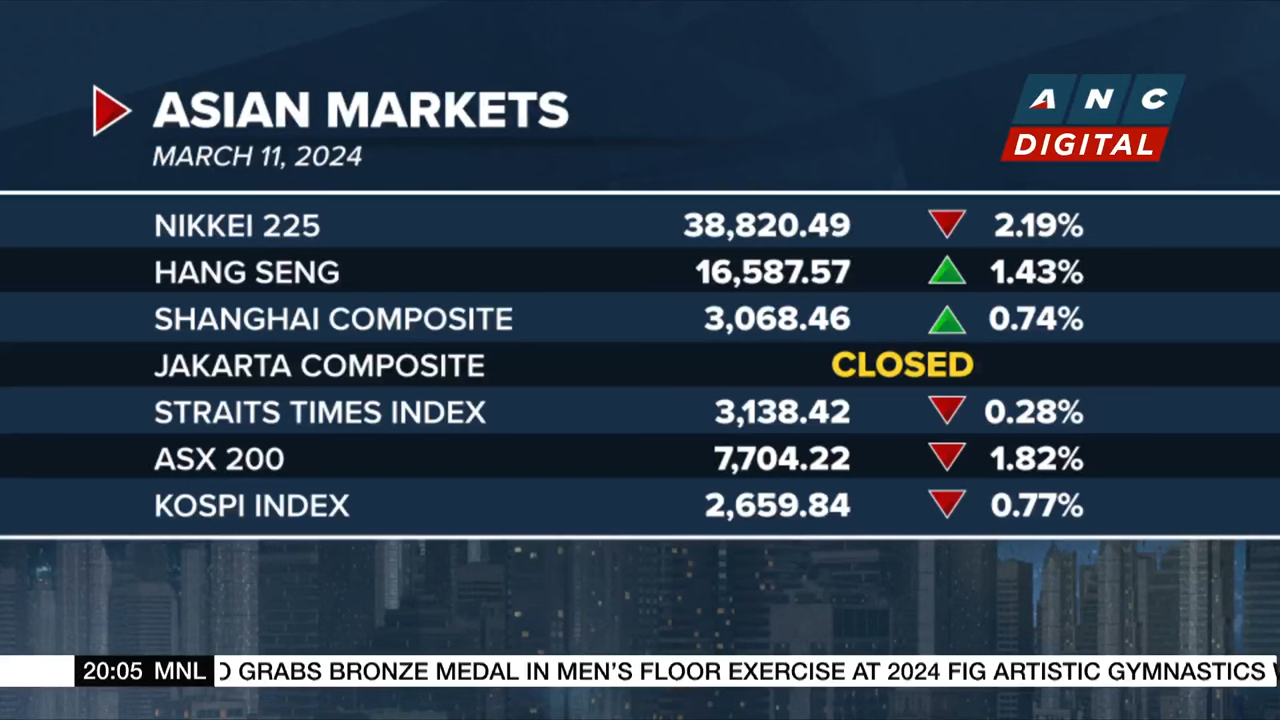 ASIAN MARKETS
MARCH 11, 2024
ANC
DIGITAL
NIKKEI 225 38,820.49 2.19%
HANG SENG 16,587.57 1.43%
SHANGHAI COMPOSITE 3,068.46 0.74%
JAKARTA COMPOSITE CLOSED
STRAITS TIMES INDEX 3,138.42 0.28%
ASX 200 7,704.22 1.82%
KOSPI INDEX 2,659.84 0.77%
20:05 MNL GRABS BRONZE MEDAL IN MEN'S FLOOR EXERCISE AT 2024 FIG ARTISTIC GYMNASTICS